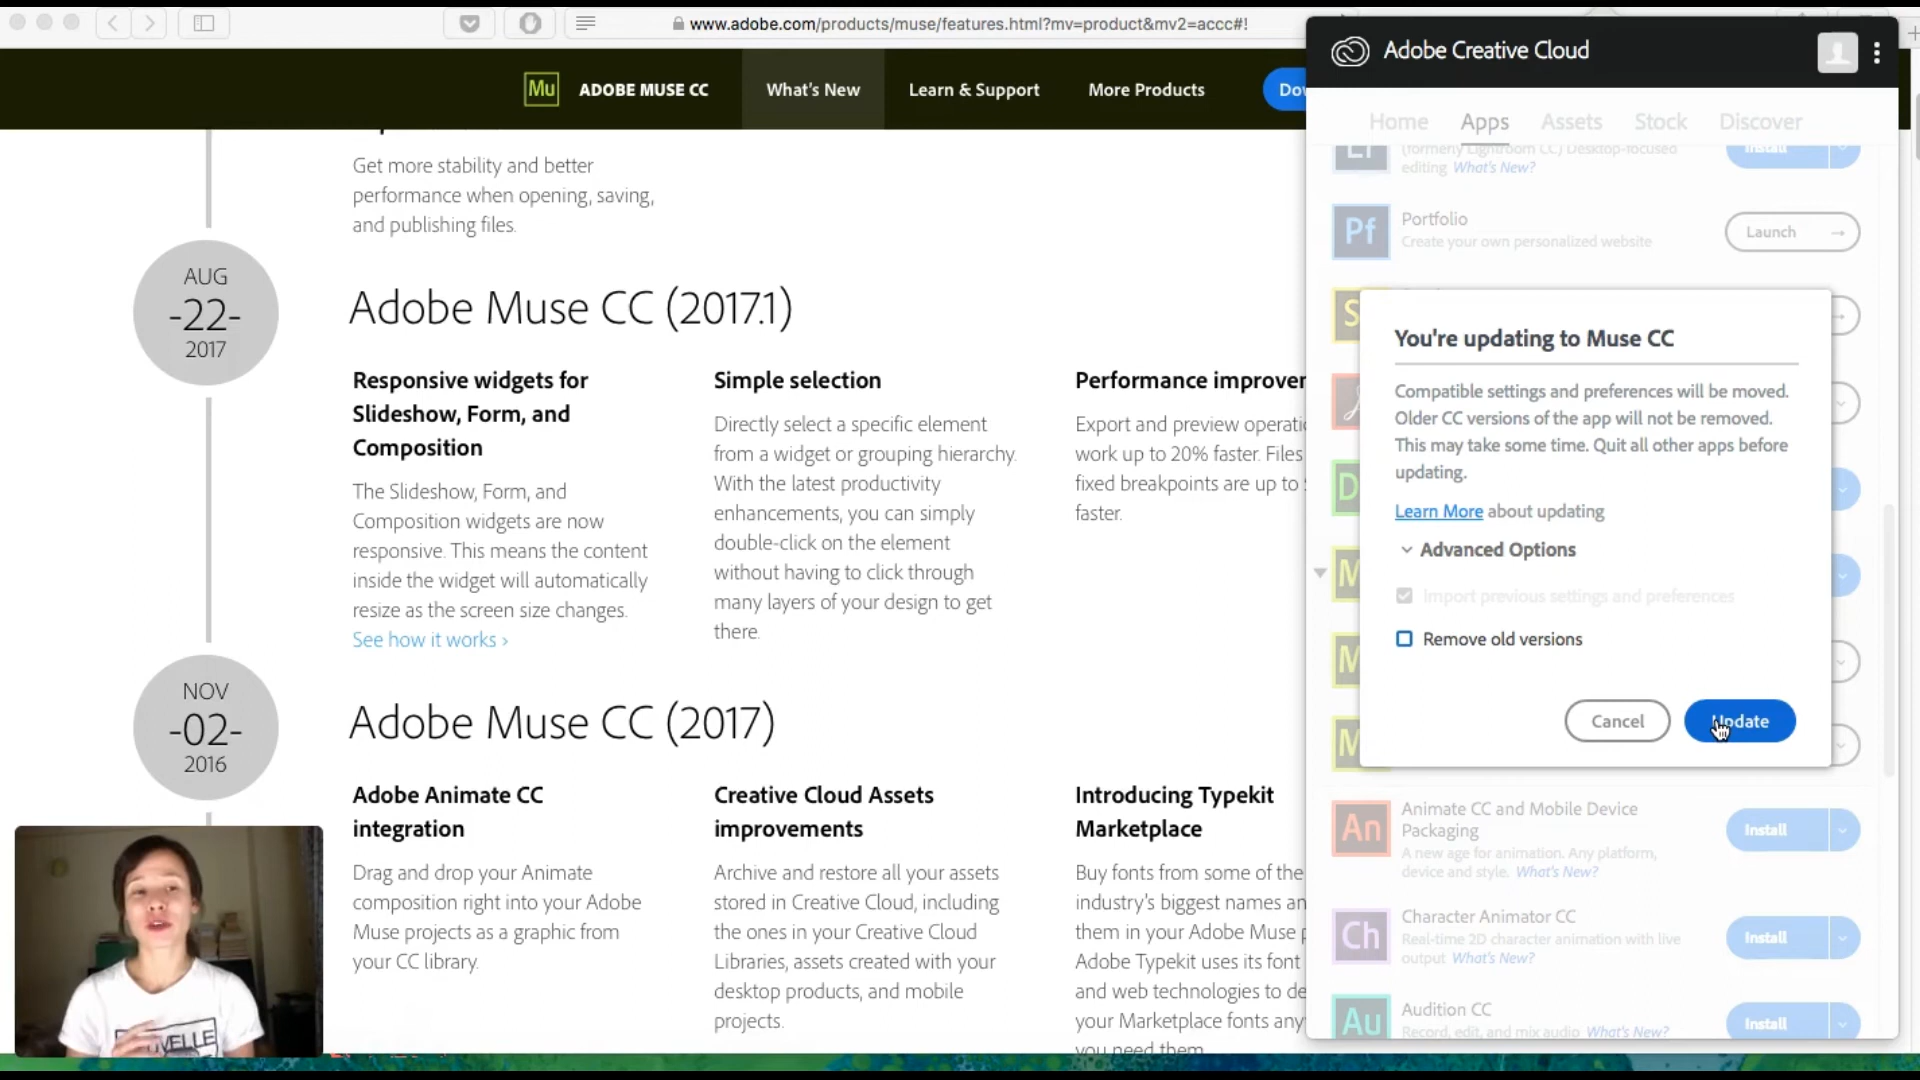 www.adobe.com/products/muse/features.html?mv=product&mv2=accc#!
Mu ADOBE MUSE CC What's New Learn & Support More Products
Get more stability and better
performance when opening, saving,
and publishing files.
AUG
-22-
2017
Adobe Muse CC (2017.1)
Responsive widgets for
Slideshow, Form, and
Composition
The Slideshow, Form, and
Composition widgets are now
responsive. This means the content
inside the widget will automatically
resize as the screen size changes.
See how it works ›
Simple selection
Directly select a specific element
from a widget or grouping hierarchy.
With the latest productivity
enhancements, you can simply
double-click on the element
without having to click through
many layers of your design to get
there.
Performance
Export and preview
work up to 20% faster. Files
fixed breakpoints are up to
faster.
NOV
-02-
2016
Adobe Muse CC (2017)
Adobe Animate CC
integration
Drag and drop your Animate
composition right into your Adobe
Muse projects as a graphic from
your CC library.
Creative Cloud Assets
improvements
Archive and restore all your assets
stored in Creative Cloud, including
the ones in your Creative Cloud
Libraries, assets created with your
desktop products, and mobile
projects.
Introducing Typekit
Marketplace
Buy fonts from some of the
industry's biggest names
them in your Adobe Muse
Adobe Typekit uses its font
and web technologies to
your Marketplace fonts
you need them
Adobe Creative Cloud
Home Apps Assets Stock Discover
(formerly Lightroom CC) Desktop-focused
editing What's New?
Install
Pf
Portfolio
Create your own personalized website
Launch →
You're updating to Muse CC
Compatible settings and preferences will be moved.
Older CC versions of the app will not be removed.
This may take some time. Quit all other apps before
updating.
Learn More about updating
Advanced Options
Import previous settings and preferences
Remove old versions
Cancel Update
An
Animate CC and Mobile Device
Packaging
A new age for animation. Any platform,
device and style. What's New?
Install
Ch
Character Animator CC
Real-time 2D character animation with live
output What's New?
Install
Au
Audition CC
Record, edit, and mix audio What's New?
Install